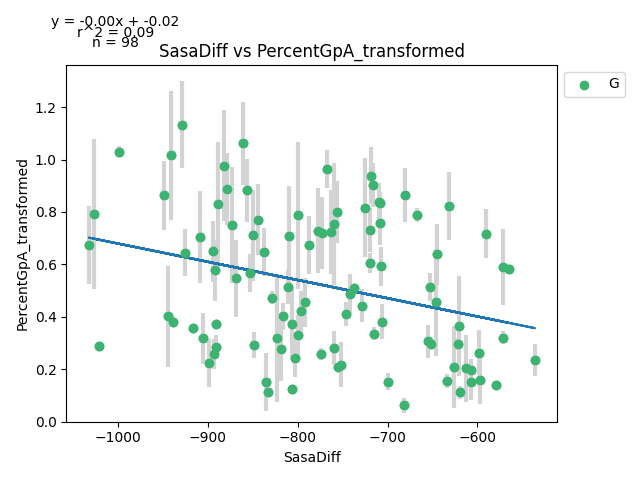 y = -0.00x + -0.02
r^2 = 0.09
n = 98
SasaDiff vs PercentGpA_transformed
G
PercentGpA_transformed
1.2
1.0
0.8
0.6
0.4
0.2
0.0
−1000 −900 −800 −700 −600
SasaDiff